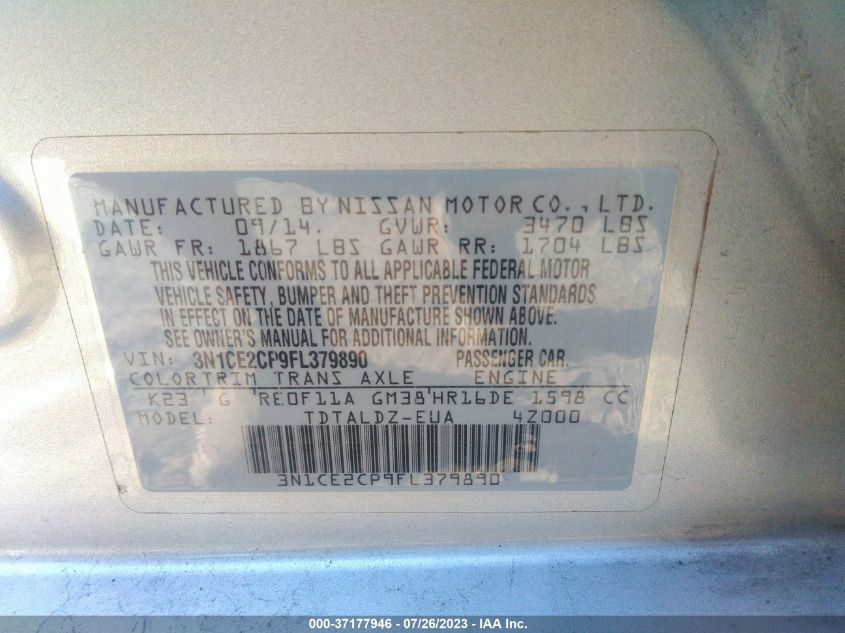 MANUFACTURED BY NISSAN MOTOR CO., LTD.
DATE: 09/14. GVWR: 3470 LBS
GAWR FR: 1867 LBS GAWR RR: 1704 LBS
THIS VEHICLE CONFORMS TO ALL APPLICABLE FEDERAL MOTOR
VEHICLE SAFETY, BUMPER AND THEFT PREVENTION STANDARDS
IN EFFECT ON THE DATE OF MANUFACTURE SHOWN ABOVE.
SEE OWNER'S MANUAL FOR ADDITIONAL INFORMATION.
VIN: 3N1CE2CP9FL379890 PASSENGER CAR.
COLOR TRIM TRANS AXLE ENGINE
K23 G RE0F11A GM38 HR16DE 1598 CC
MODEL: TDTALDZ-EUA 4Z000
3N1CE2CP9FL379890
000-37177946 - 07/26/2023 - IAA Inc.